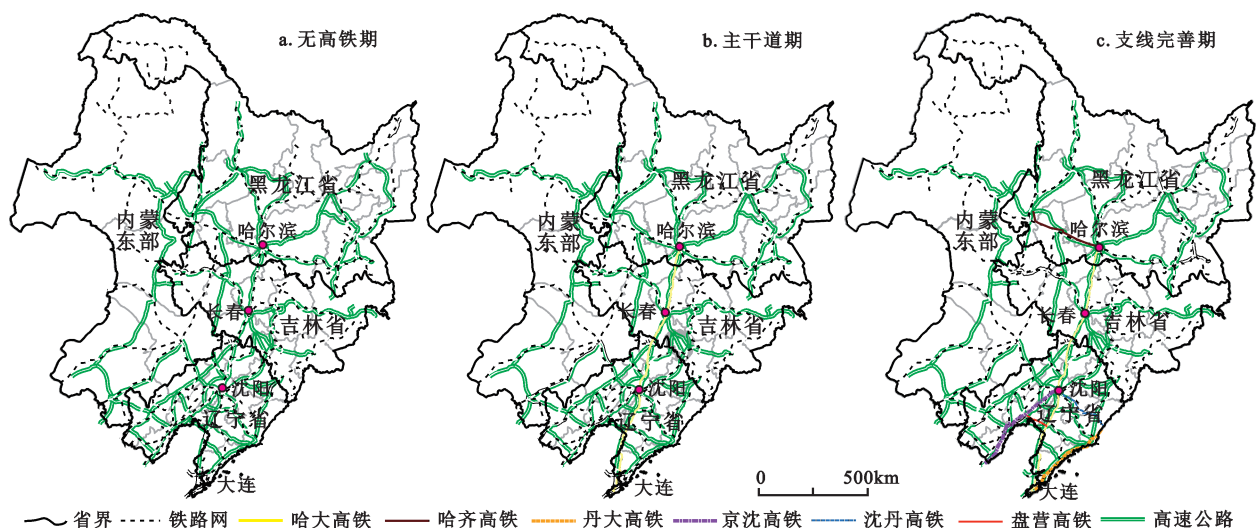 a. 无高铁期
黑龙江省
内蒙
东部
哈尔滨
长春
吉林省
沈阳
辽宁省
大连
b. 主干道期
黑龙江省
内蒙
东部
哈尔滨
长春
吉林省
沈阳
辽宁省
大连
c. 支线完善期
黑龙江省
内蒙
东部
哈尔滨
长春
吉林省
沈阳
辽宁省
大连
0 500km
省界 铁路网 哈大高铁 哈齐高铁 丹大高铁 京沈高铁 沈丹高铁 盘营高铁 高速公路